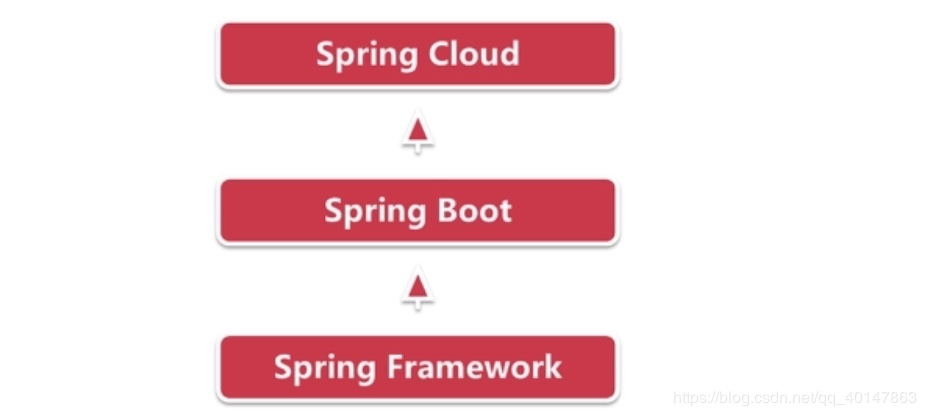 Spring Cloud
Spring Boot
Spring Framework
https://blog.csdn.net/qq_40147863